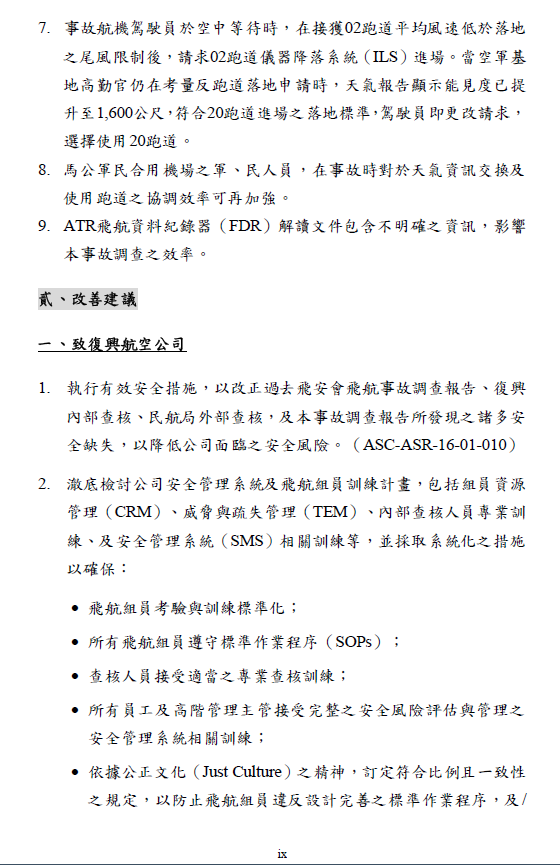 7. 事故航機駕駛員於空中等待時，在接獲02跑道平均風速低於落地
之尾風限制後，請求02跑道儀器降落系統（ILS）進場。當空軍基
地高勤官仍在考量反跑道落地申請時，天氣報告顯示能見度已提
升至1,600公尺，符合20跑道進場之落地標準，駕駛員即更改請求，
選擇使用20跑道。
8. 馬公軍民合用機場之軍、民人員，在事故時對於天氣資訊交換及
使用跑道之協調效率可再加強。
9. ATR飛航資料紀錄器（FDR）解讀文件包含不明確之資訊，影響
本事故調查之效率。
貳、改善建議
一、致復興航空公司
1. 執行有效安全措施，以改正過去飛安會飛航事故調查報告、復興
內部查核、民航局外部查核，及本事故調查報告所發現之諸多安
全缺失，以降低公司面臨之安全風險。（ASC-ASR-16-01-010）
2. 澈底檢討公司安全管理系統及飛航組員訓練計畫，包括組員資源
管理（CRM）、威脅與疏失管理（TEM）、內部查核人員專業訓
練、及安全管理系統（SMS）相關訓練等，並採取系統化之措施
以確保：
• 飛航組員考驗與訓練標準化；
• 所有飛航組員遵守標準作業程序（SOPs）；
• 查核人員接受適當之專業查核訓練；
• 所有員工及高階管理主管接受完整之安全風險評估與管理之
安全管理系統相關訓練；
• 依據公正文化（Just Culture）之精神，訂定符合比例且一致性
之規定，以防止飛航組員違反設計完善之標準作業程序，及/
ix